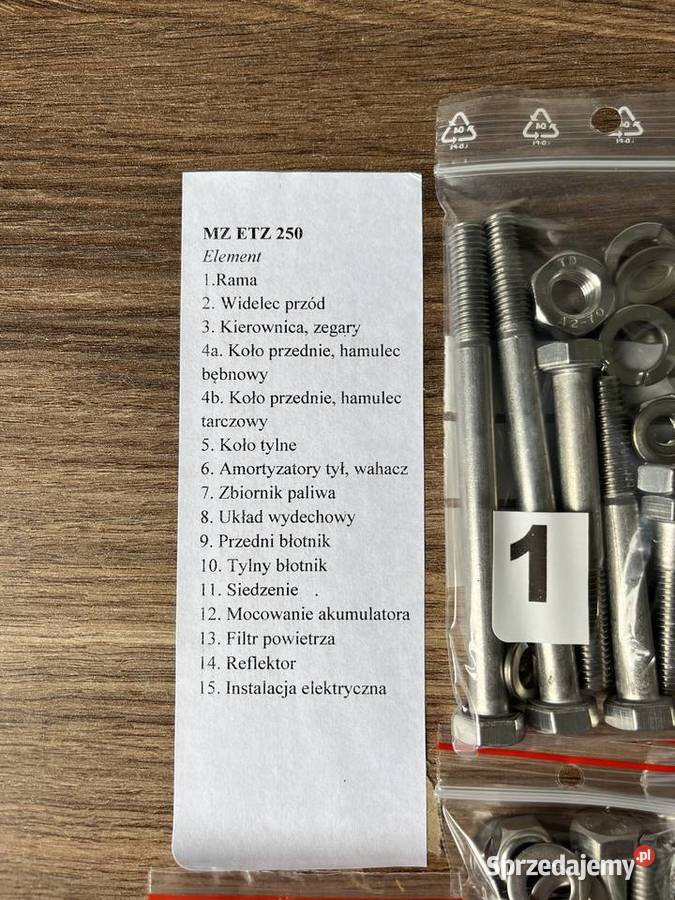 MZ ETZ 250
Element
1.Rama
2. Widelec przód
3. Kierownica, zegary
4a. Koło przednie, hamulec
bębnowy
4b. Koło przednie, hamulec
tarczowy
5. Koło tylne
6. Amortyzatory tył, wahacz
7. Zbiornik paliwa
8. Układ wydechowy
9. Przedni błotnik
10. Tylny błotnik
11. Siedzenie .
12. Mocowanie akumulatora
13. Filtr powietrza
14. Reflektor
15. Instalacja elektryczna
1
A2-70
Sprzedajemy.pl